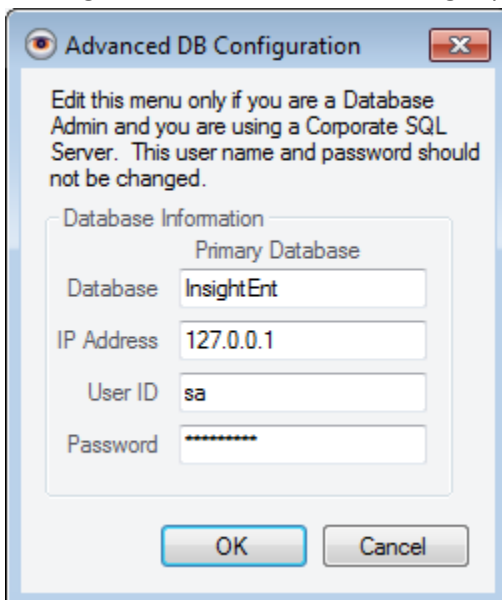 Advanced DB Configuration
Edit this menu only if you are a Database
Admin and you are using a Corporate SQL
Server. This user name and password should
not be changed.
Database Information
Primary Database
Database InsightEnt
IP Address 127.0.0.1
User ID sa
Password *********
OK Cancel